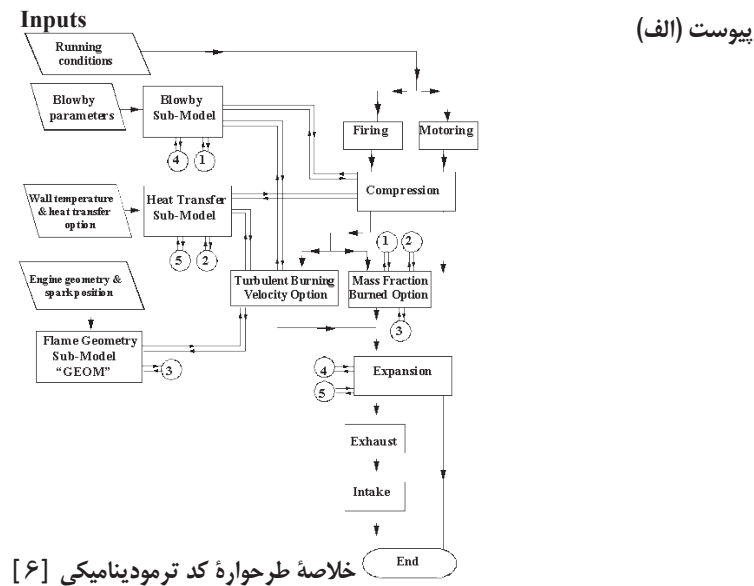 پیوست (الف)
Inputs
Running
conditions
Blowby
parameters
Blowby
Sub-Model
4
1
Firing
Motoring
Compression
Wall temperature
& heat transfer
option
Heat Transfer
Sub-Model
5
2
1
2
Engine geometry &
spark position
Turbulent Burning
Velocity Option
Mass Fraction
Burned Option
3
Flame Geometry
Sub-Model
“GEOM”
3
4
5
Expansion
Exhaust
Intake
End
خلاصهٔ طرحوارهٔ کد ترمودینامیکی [۶]